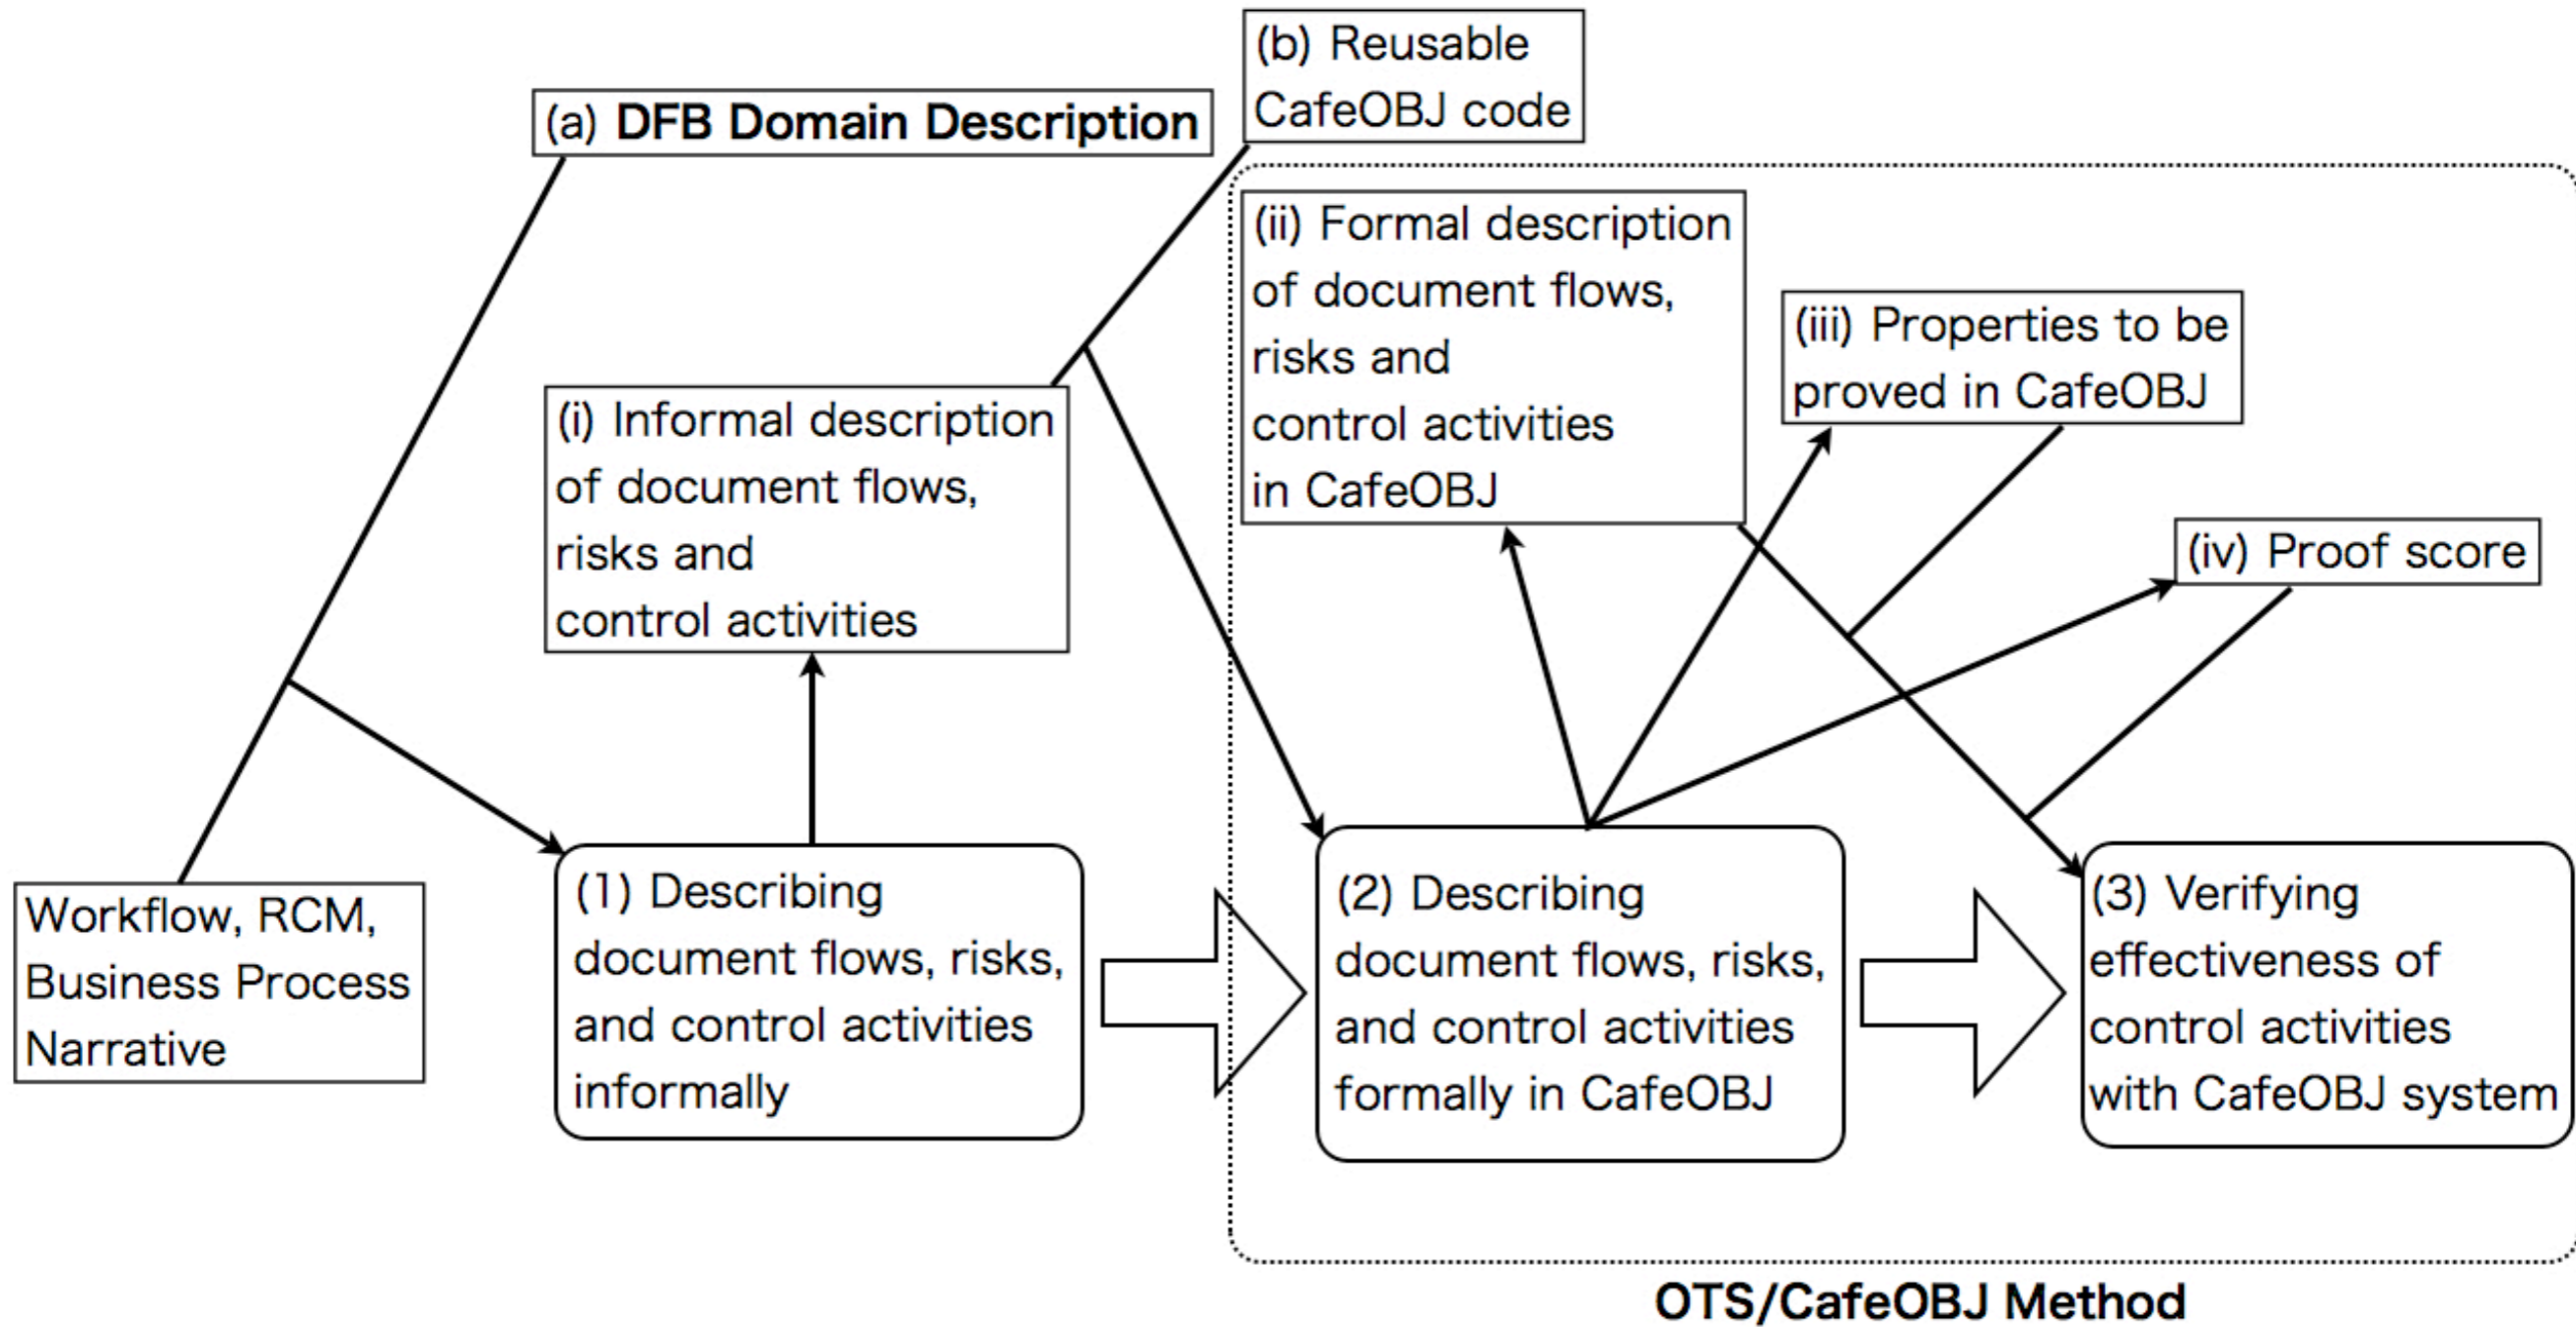 (b) Reusable
CafeOBJ code
(a) DFB Domain Description
(ii) Formal description
of document flows,
risks and
control activities
in CafeOBJ
(iii) Properties to be
proved in CafeOBJ
(i) Informal description
of document flows,
risks and
control activities
(iv) Proof score
Workflow, RCM,
Business Process
Narrative
(1) Describing
document flows, risks,
and control activities
informally
(2) Describing
document flows, risks,
and control activities
formally in CafeOBJ
(3) Verifying
effectiveness of
control activities
with CafeOBJ system
OTS/CafeOBJ Method